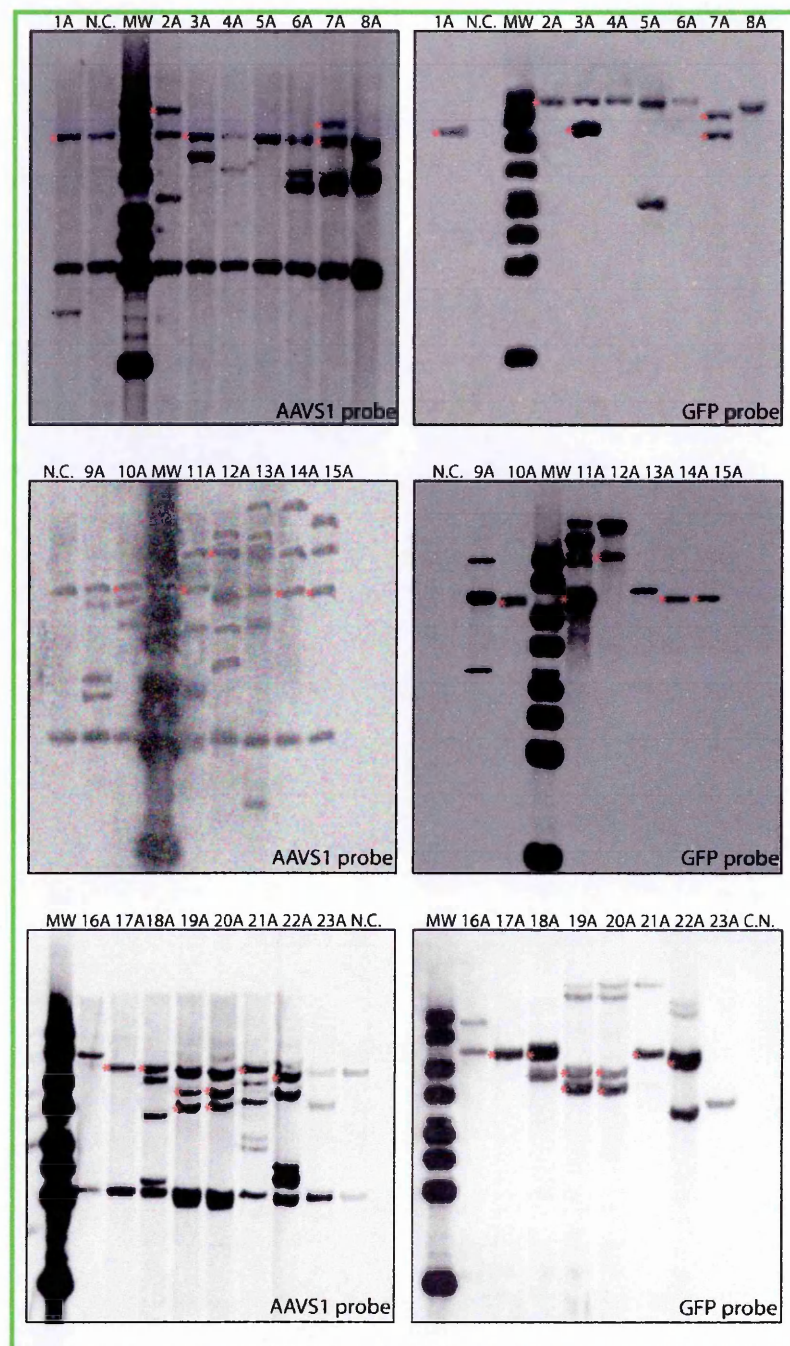 1A N.C. MW 2A 3A 4A 5A 6A 7A 8A
AAVS1 probe
1A N.C. MW 2A 3A 4A 5A 6A 7A 8A
GFP probe
N.C. 9A 10A MW 11A 12A 13A 14A 15A
AAVS1 probe
N.C. 9A 10A MW 11A 12A 13A 14A 15A
GFP probe
MW 16A 17A 18A 19A 20A 21A 22A 23A N.C.
AAVS1 probe
MW 16A 17A 18A 19A 20A 21A 22A 23A C.N.
GFP probe